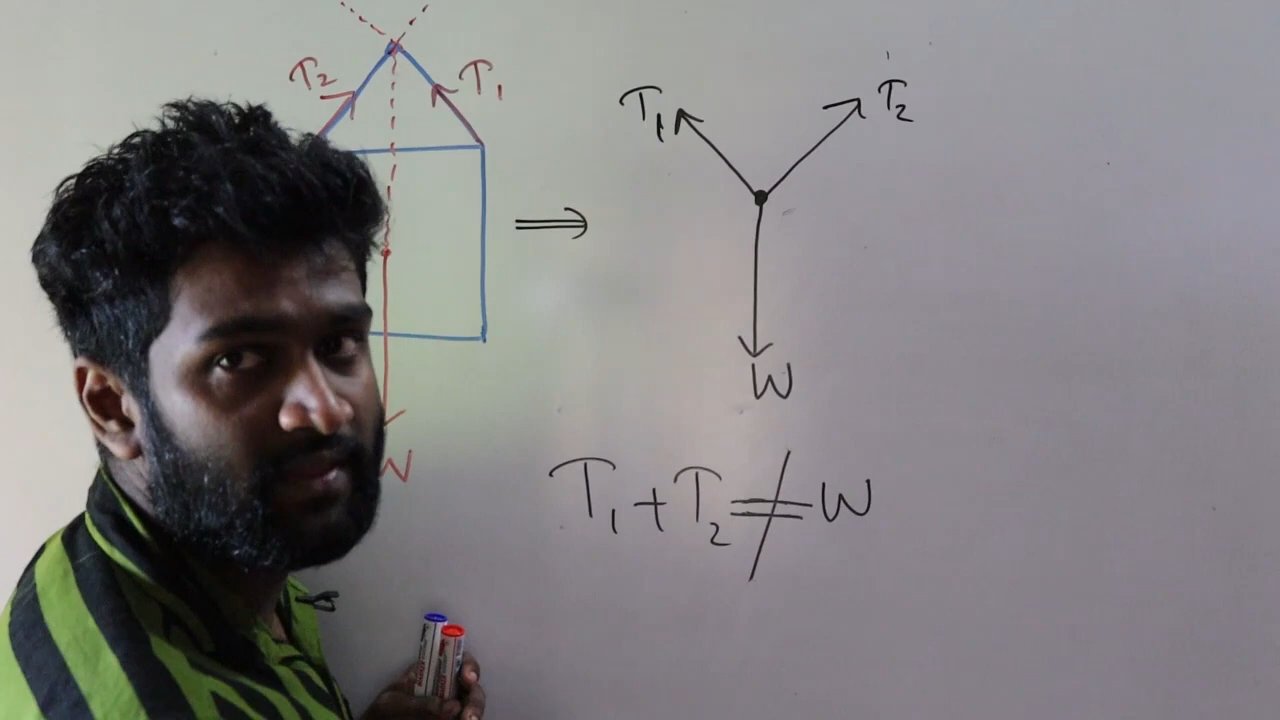 T₂ T₁
W
T₁ T₂
W
T₁ + T₂ ≠ W